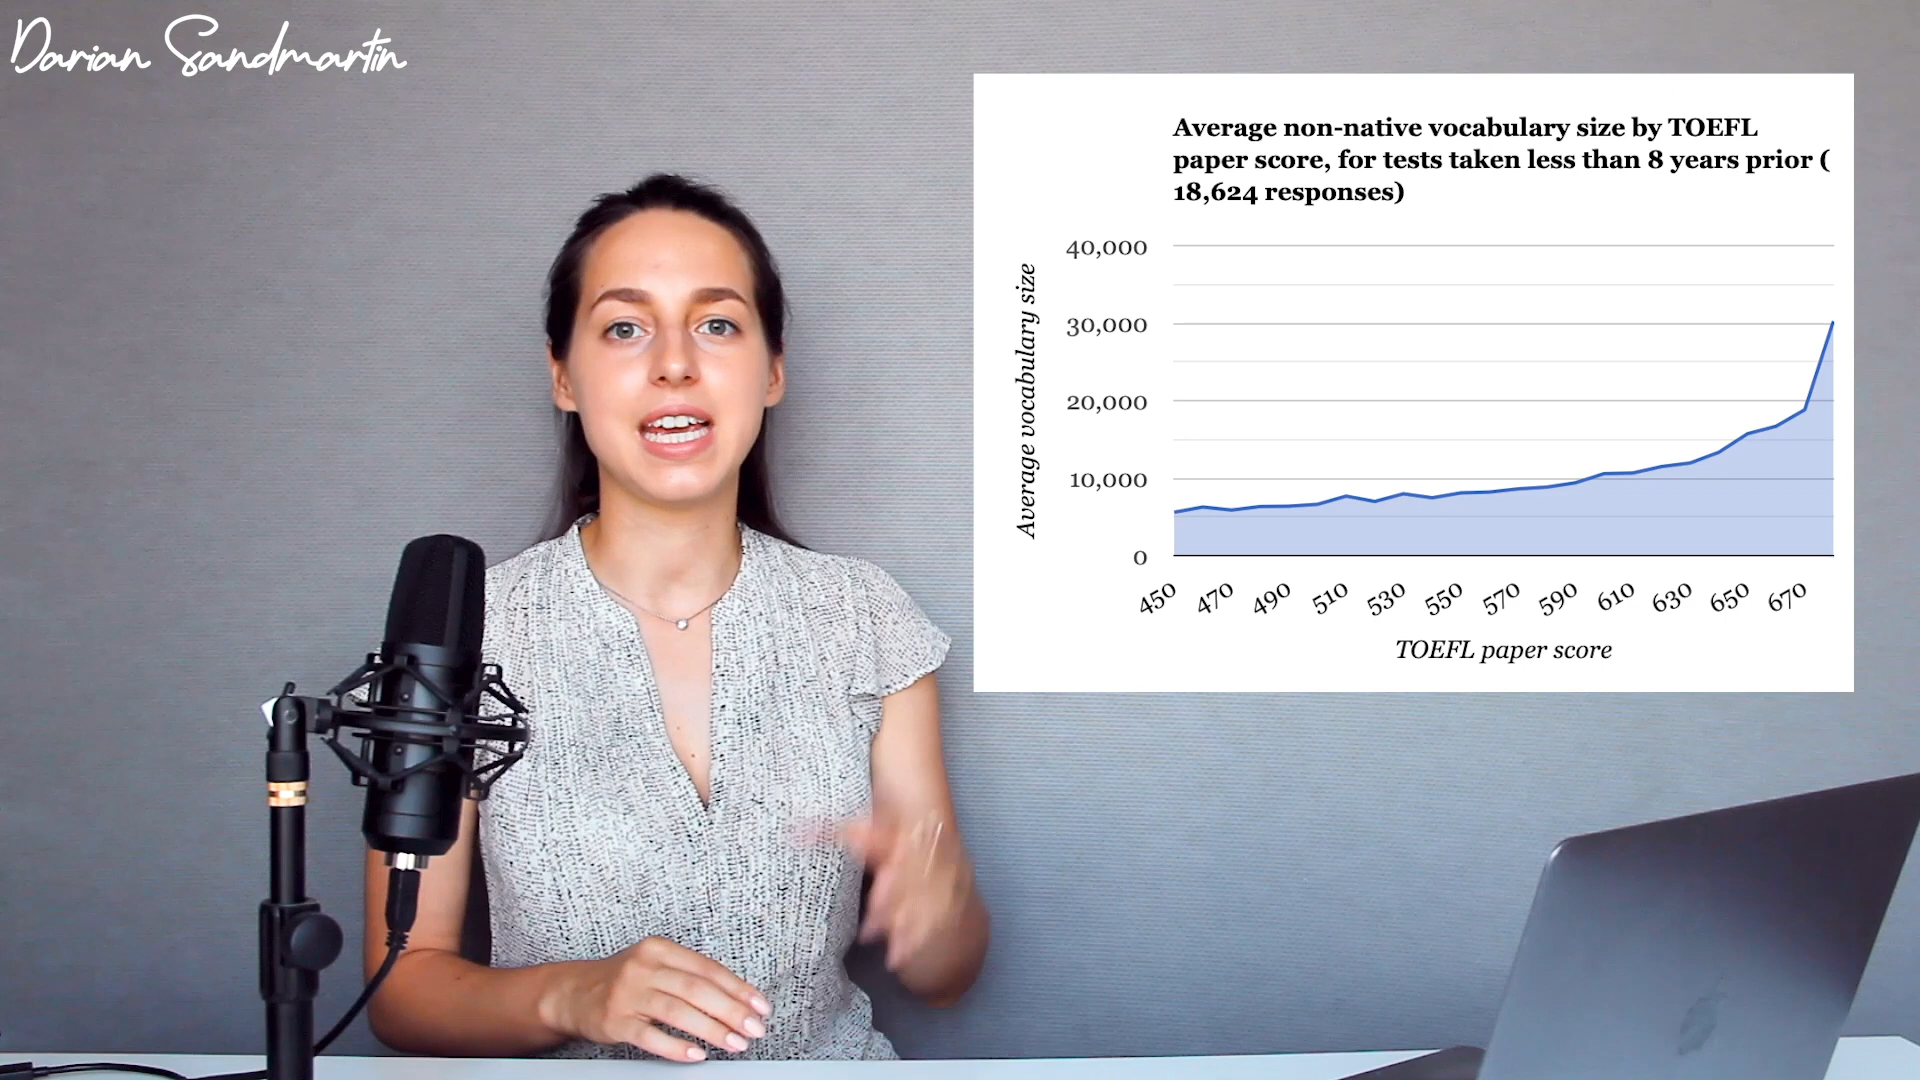 Darian Sandmartin
Average non-native vocabulary size by TOEFL
paper score, for tests taken less than 8 years prior (
18,624 responses)
Average vocabulary size
40,000
30,000
20,000
10,000
0
450 470 490 510 530 550 570 590 610 630 650 670
TOEFL paper score